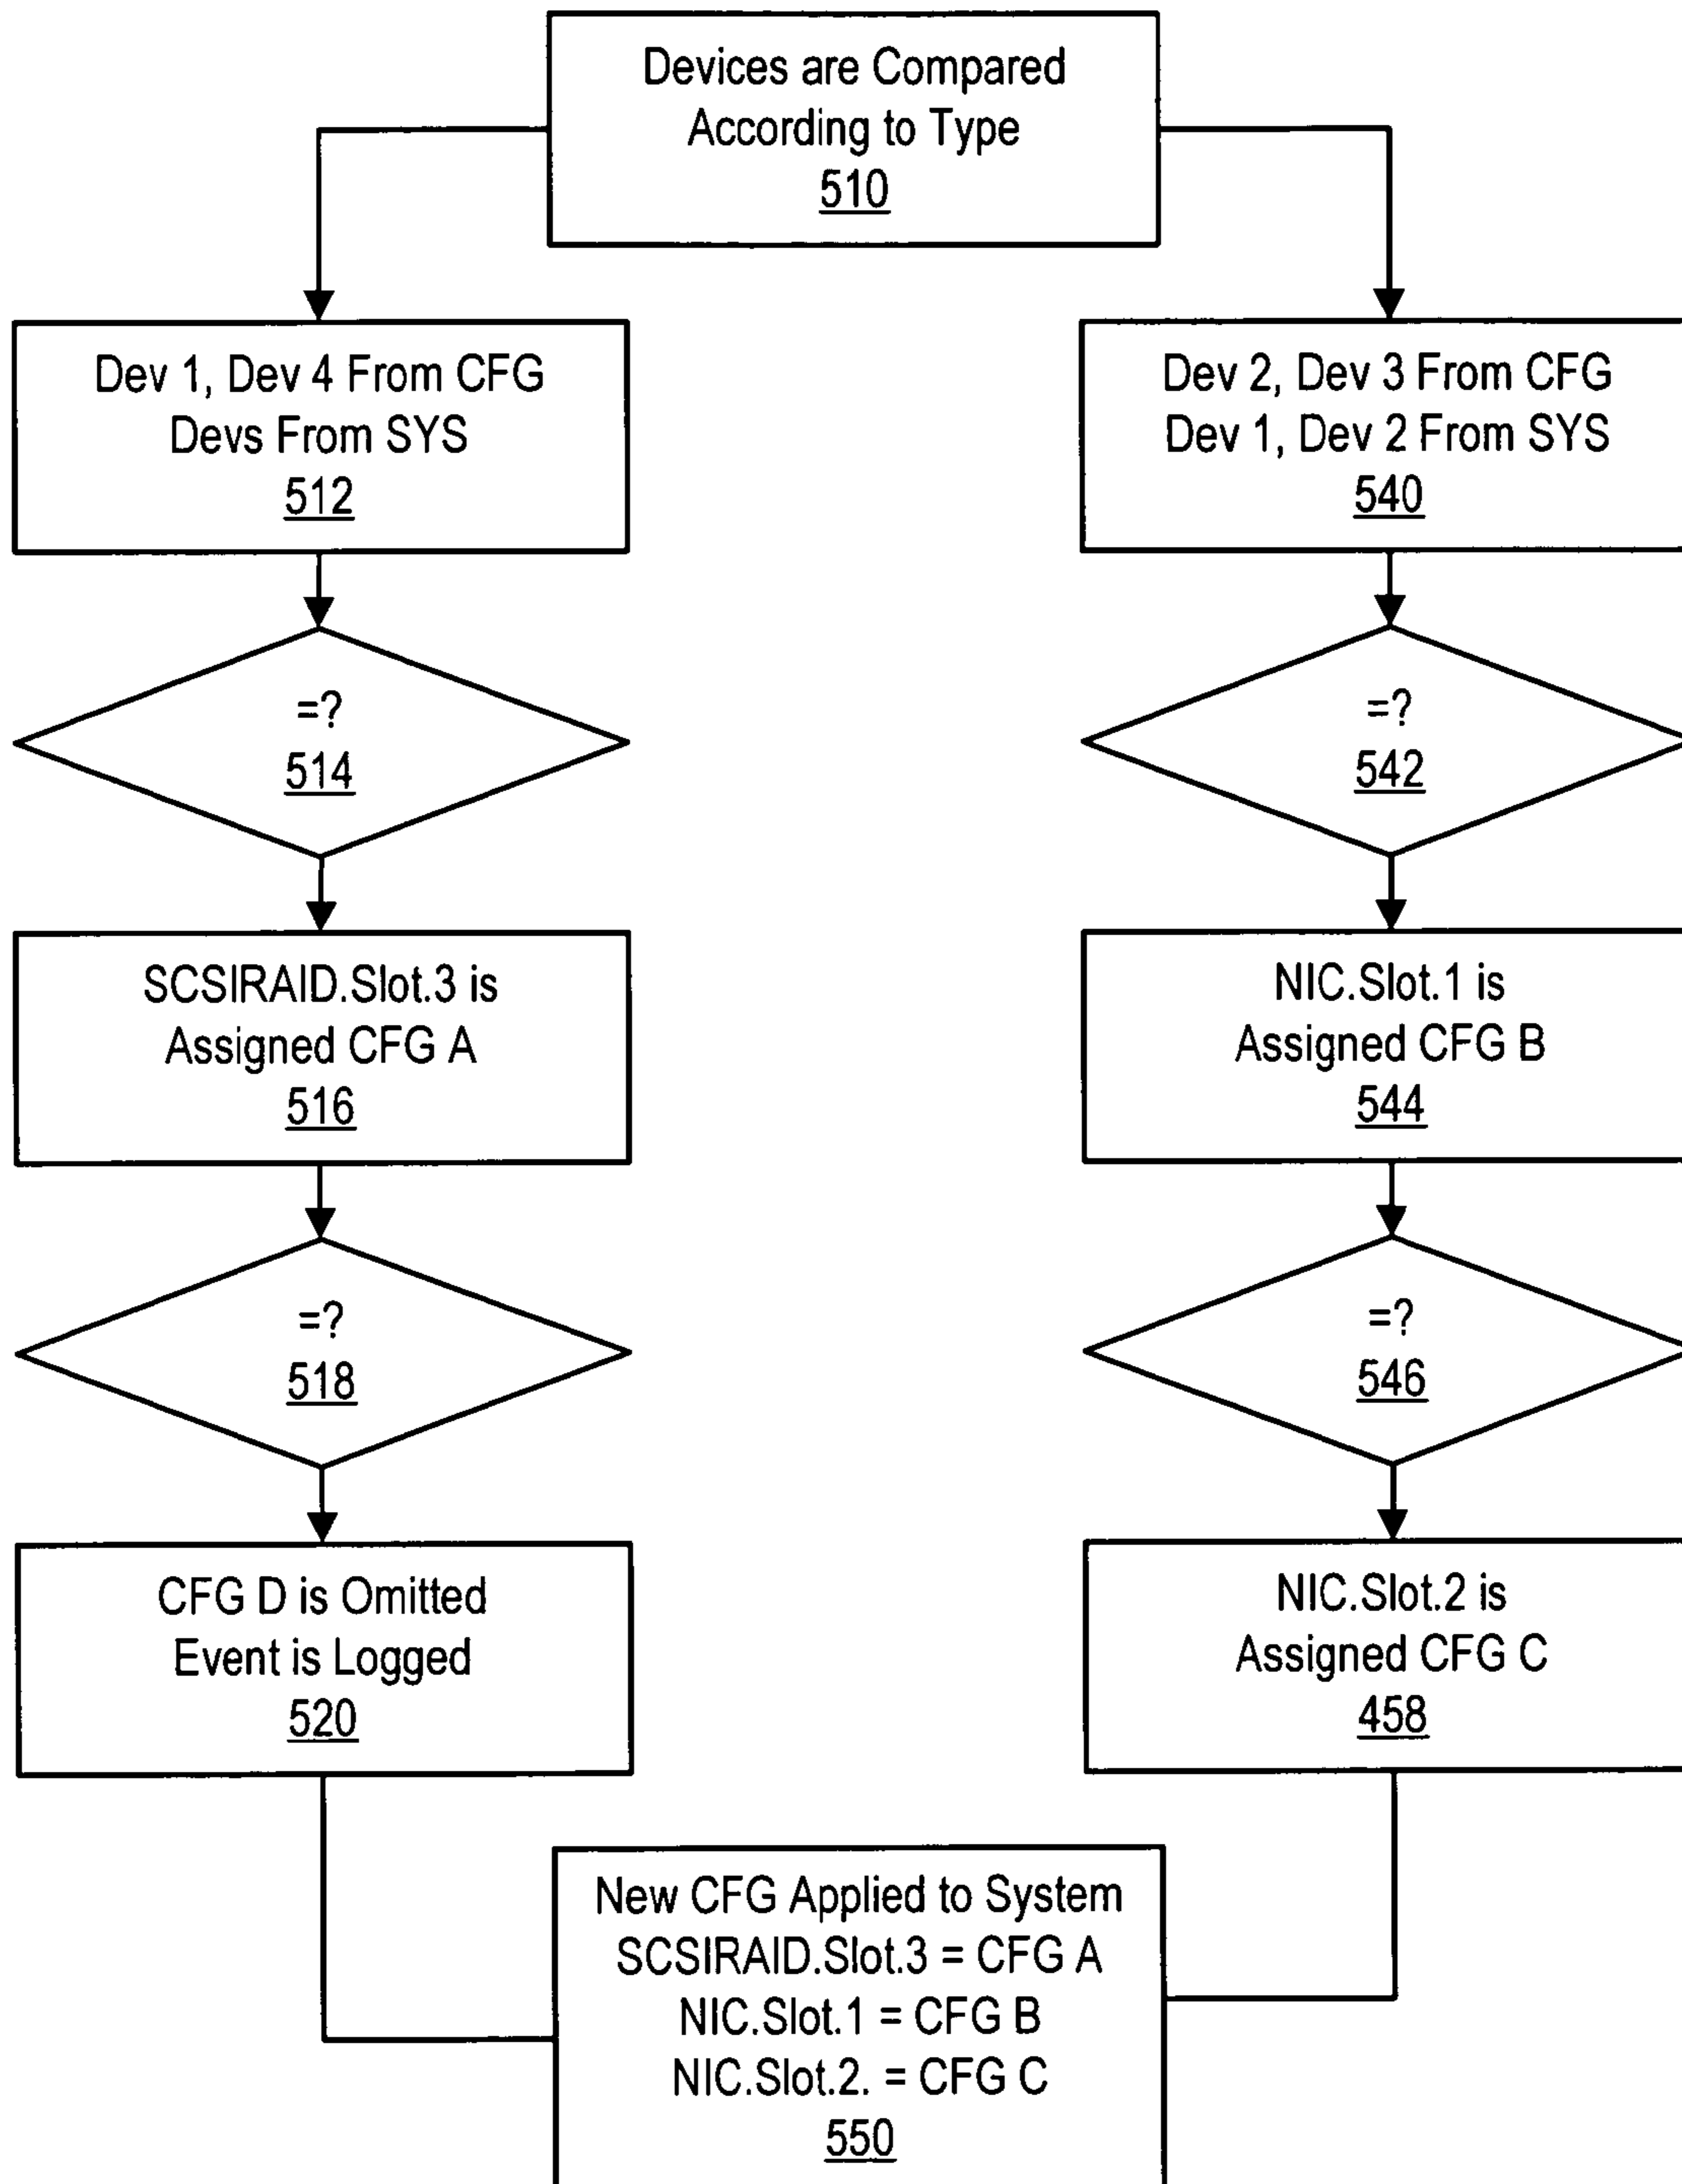 Devices are Compared
According to Type
510
Dev 1, Dev 4 From CFG
Devs From SYS
512
Dev 2, Dev 3 From CFG
Dev 1, Dev 2 From SYS
540
=?
514
=?
542
SCSIRAID.Slot.3 is
Assigned CFG A
516
NIC.Slot.1 is
Assigned CFG B
544
=?
518
=?
546
CFG D is Omitted
Event is Logged
520
NIC.Slot.2 is
Assigned CFG C
458
New CFG Applied to System
SCSIRAID.Slot.3 = CFG A
NIC.Slot.1 = CFG B
NIC.Slot.2. = CFG C
550